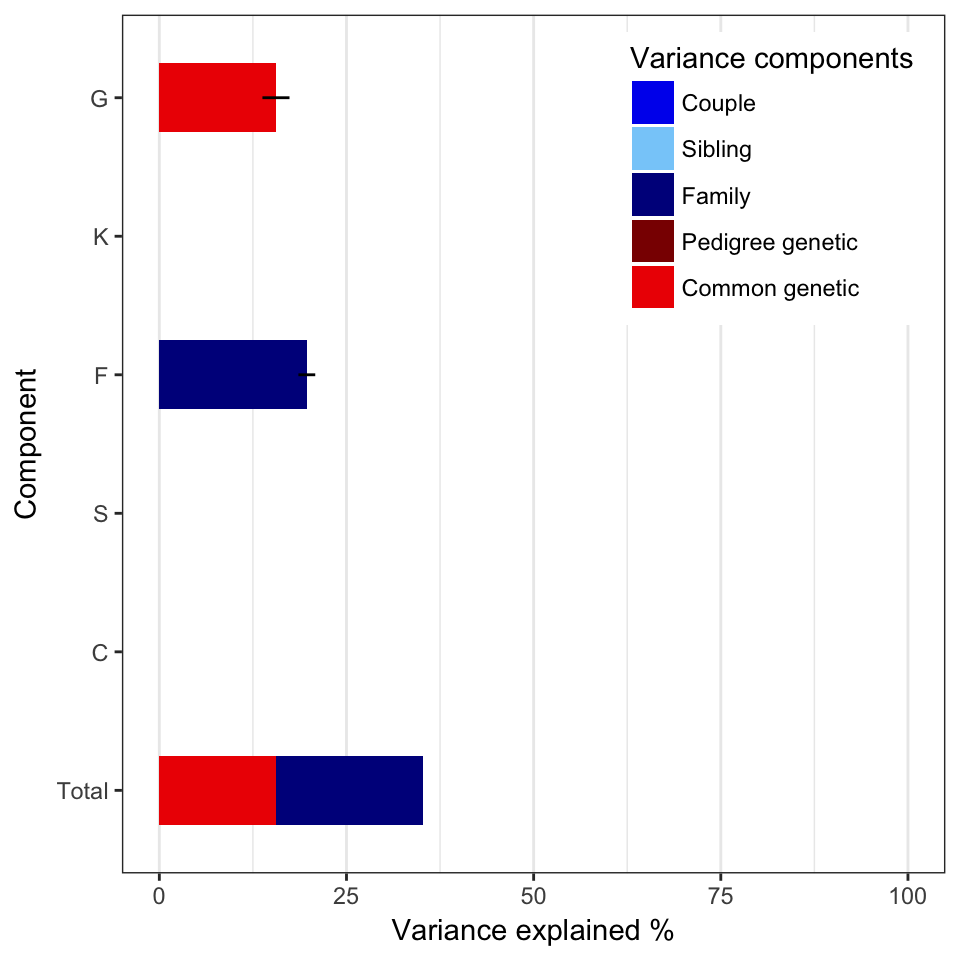 Variance components
Couple
Sibling
Family
Pedigree genetic
Common genetic
Component
G
K
F
S
C
Total
0 25 50 75 100
Variance explained %